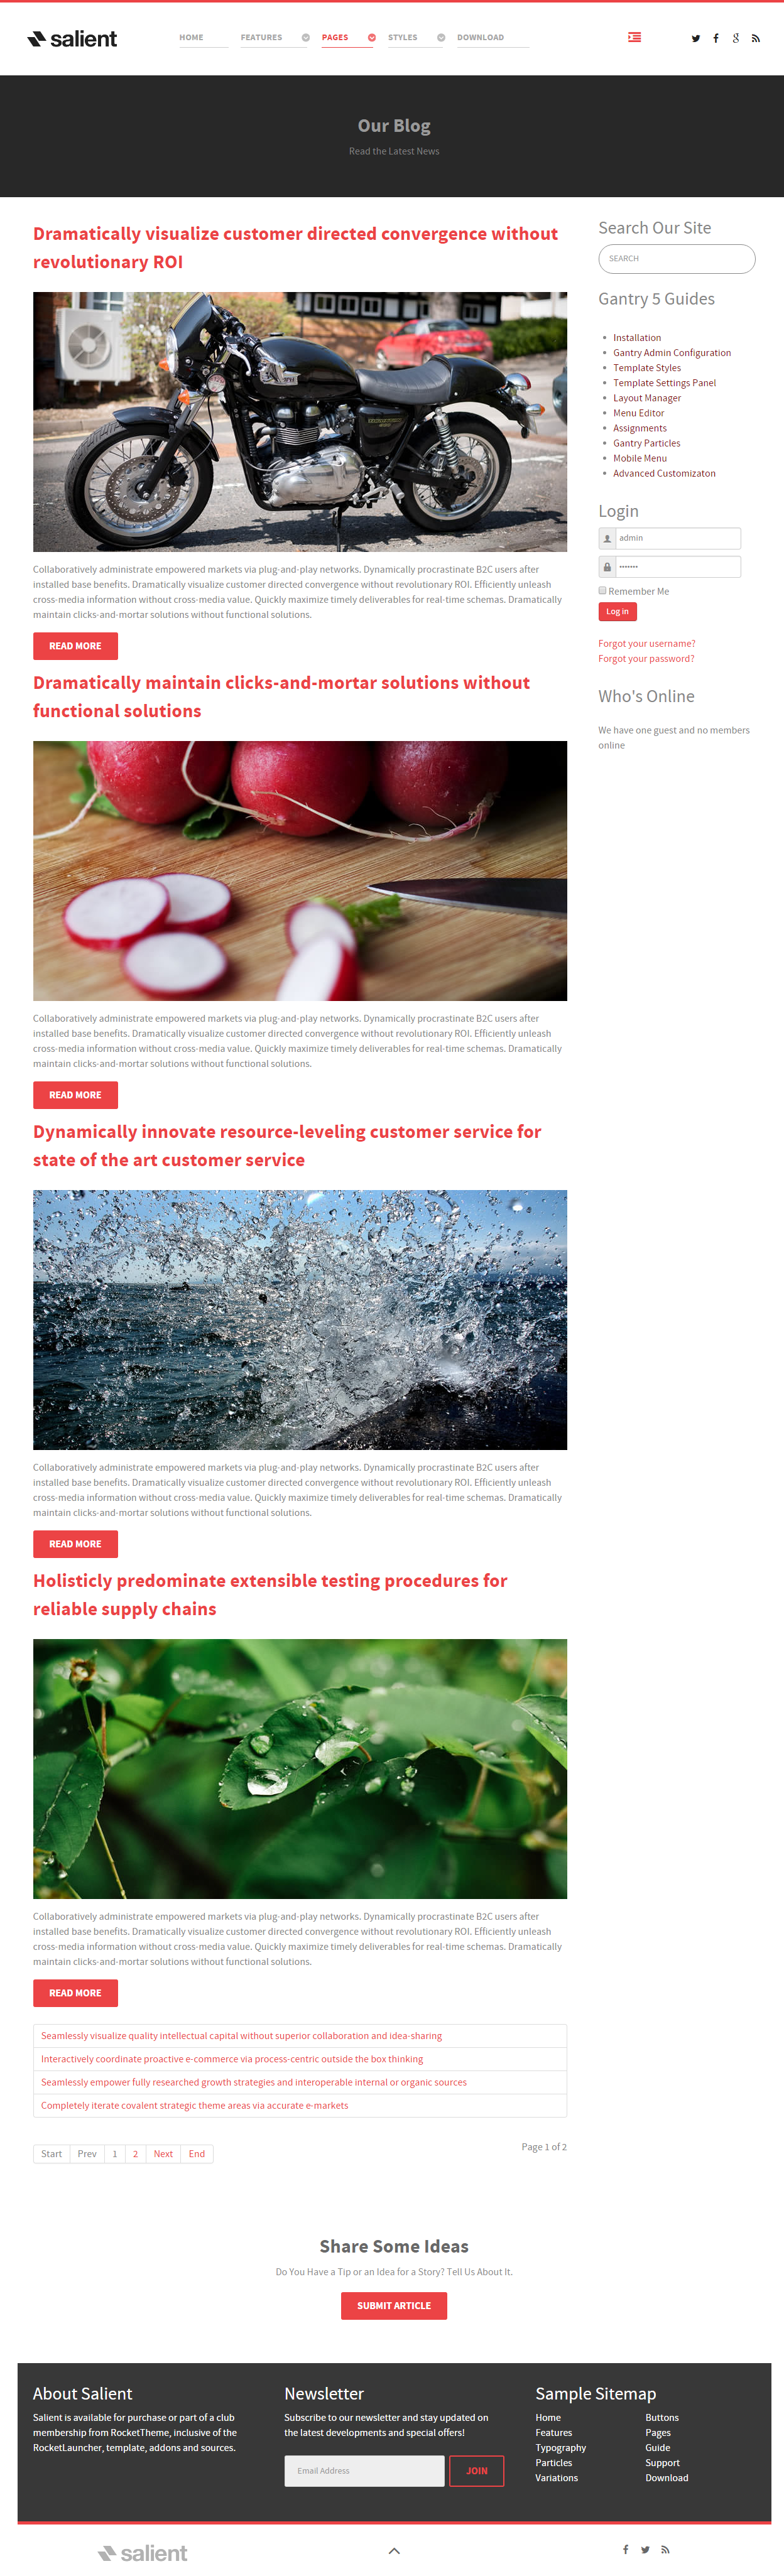 salient
HOME FEATURES PAGES STYLES DOWNLOAD
Our Blog
Read the Latest News
Dramatically visualize customer directed convergence without
revolutionary ROI
Collaboratively administrate empowered markets via plug-and-play networks. Dynamically procrastinate B2C users after
installed base benefits. Dramatically visualize customer directed convergence without revolutionary ROI. Efficiently unleash
cross-media information without cross-media value. Quickly maximize timely deliverables for real-time schemas. Dramatically
maintain clicks-and-mortar solutions without functional solutions.
READ MORE
Dramatically maintain clicks-and-mortar solutions without
functional solutions
Collaboratively administrate empowered markets via plug-and-play networks. Dynamically procrastinate B2C users after
installed base benefits. Dramatically visualize customer directed convergence without revolutionary ROI. Efficiently unleash
cross-media information without cross-media value. Quickly maximize timely deliverables for real-time schemas. Dramatically
maintain clicks-and-mortar solutions without functional solutions.
READ MORE
Dynamically innovate resource-leveling customer service for
state of the art customer service
Collaboratively administrate empowered markets via plug-and-play networks. Dynamically procrastinate B2C users after
installed base benefits. Dramatically visualize customer directed convergence without revolutionary ROI. Efficiently unleash
cross-media information without cross-media value. Quickly maximize timely deliverables for real-time schemas. Dramatically
maintain clicks-and-mortar solutions without functional solutions.
READ MORE
Holisticly predominate extensible testing procedures for
reliable supply chains
Collaboratively administrate empowered markets via plug-and-play networks. Dynamically procrastinate B2C users after
installed base benefits. Dramatically visualize customer directed convergence without revolutionary ROI. Efficiently unleash
cross-media information without cross-media value. Quickly maximize timely deliverables for real-time schemas. Dramatically
maintain clicks-and-mortar solutions without functional solutions.
READ MORE
Seamlessly visualize quality intellectual capital without superior collaboration and idea-sharing
Interactively coordinate proactive e-commerce via process-centric outside the box thinking
Seamlessly empower fully researched growth strategies and interoperable internal or organic sources
Completely iterate covalent strategic theme areas via accurate e-markets
Start Prev 1 2 Next End
Page 1 of 2
Search Our Site
SEARCH
Gantry 5 Guides
Installation
Gantry Admin Configuration
Template Styles
Template Settings Panel
Layout Manager
Menu Editor
Assignments
Gantry Particles
Mobile Menu
Advanced Customizaton
Login
admin
•••••••
Remember Me
Log in
Forgot your username?
Forgot your password?
Who's Online
We have one guest and no members
online
Share Some Ideas
Do You Have a Tip or an Idea for a Story? Tell Us About It.
SUBMIT ARTICLE
About Salient
Salient is available for purchase or part of a club
membership from RocketTheme, inclusive of the
RocketLauncher, template, addons and sources.
Newsletter
Subscribe to our newsletter and stay updated on
the latest developments and special offers!
Email Address
JOIN
Sample Sitemap
Home
Features
Typography
Particles
Variations
Buttons
Pages
Guide
Support
Download
salient